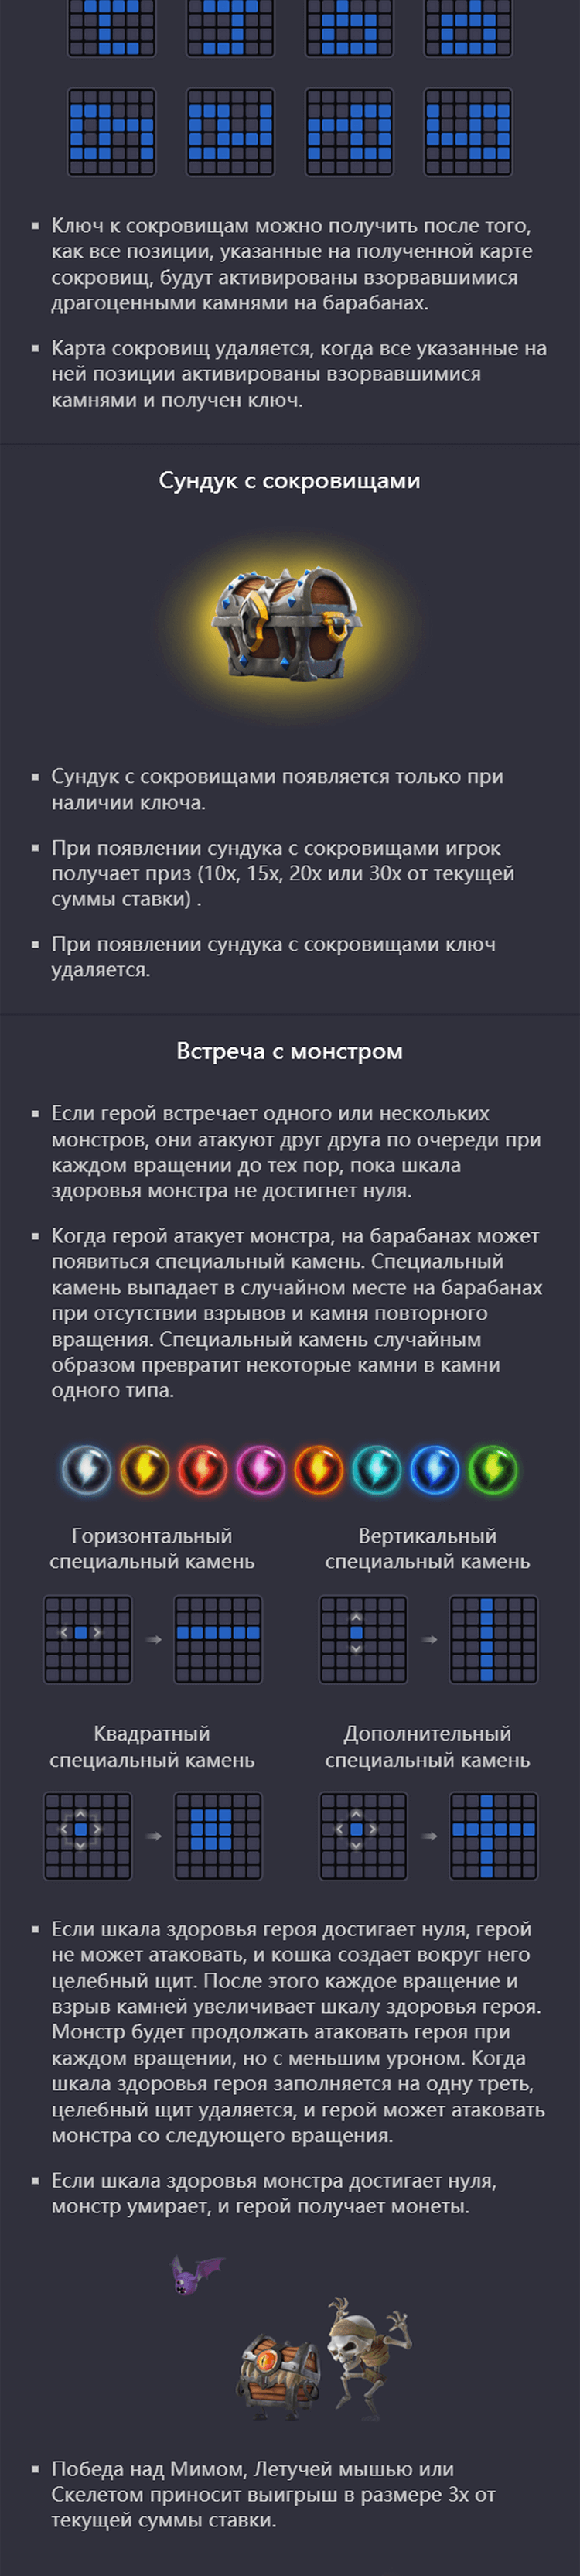 ▪ Ключ к сокровищам можно получить после того,
как все позиции, указанные на полученной карте
сокровищ, будут активированы взорвавшимися
драгоценными камнями на барабанах.
▪ Карта сокровищ удаляется, когда все указанные на
ней позиции активированы взорвавшимися
камнями и получен ключ.
Сундук с сокровищами
▪ Сундук с сокровищами появляется только при
наличии ключа.
▪ При появлении сундука с сокровищами игрок
получает приз (10x, 15x, 20x или 30x от текущей
суммы ставки) .
▪ При появлении сундука с сокровищами ключ
удаляется.
Встреча с монстром
▪ Если герой встречает одного или нескольких
монстров, они атакуют друг друга по очереди при
каждом вращении до тех пор, пока шкала
здоровья монстра не достигнет нуля.
▪ Когда герой атакует монстра, на барабанах может
появиться специальный камень. Специальный
камень выпадает в случайном месте на барабанах
при отсутствии взрывов и камня повторного
вращения. Специальный камень случайным
образом превратит некоторые камни в камни
одного типа.
Горизонтальный
специальный камень
Вертикальный
специальный камень
Квадратный
специальный камень
Дополнительный
специальный камень
▪ Если шкала здоровья героя достигает нуля, герой
не может атаковать, и кошка создает вокруг него
целебный щит. После этого каждое вращение и
взрыв камней увеличивает шкалу здоровья героя.
Монстр будет продолжать атаковать героя при
каждом вращении, но с меньшим уроном. Когда
шкала здоровья героя заполняется на одну треть,
целебный щит удаляется, и герой может атаковать
монстра со следующего вращения.
▪ Если шкала здоровья монстра достигает нуля,
монстр умирает, и герой получает монеты.
▪ Победа над Мимом, Летучей мышью или
Скелетом приносит выигрыш в размере 3x от
текущей суммы ставки.